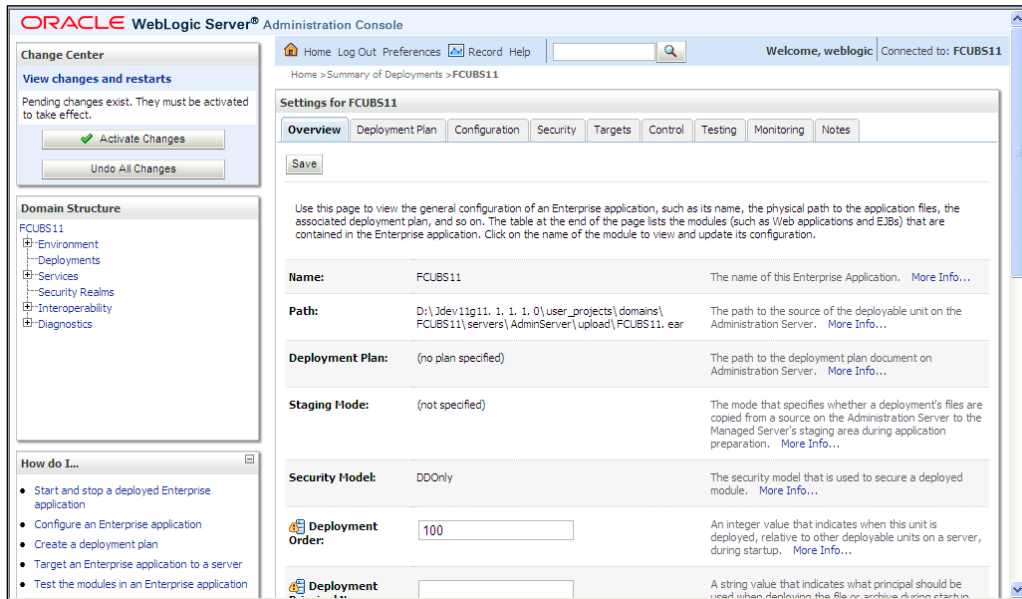 ORACLE WebLogic Server® Administration Console
Change Center
View changes and restarts
Pending changes exist. They must be activated
to take effect.
Activate Changes
Undo All Changes
Domain Structure
FCUBS11
Environment
Deployments
Services
Security Realms
Interoperability
Diagnostics
How do I...
Start and stop a deployed Enterprise
application
Configure an Enterprise application
Create a deployment plan
Target an Enterprise application to a server
Test the modules in an Enterprise application
Home Log Out Preferences Record Help
Welcome, weblogic Connected to: FCUBS11
Home >Summary of Deployments >FCUBS11
Settings for FCUBS11
Overview Deployment Plan Configuration Security Targets Control Testing Monitoring Notes
Save
Use this page to view the general configuration of an Enterprise application, such as its name, the physical path to the application files, the
associated deployment plan, and so on. The table at the end of the page lists the modules (such as Web applications and EJBs) that are
contained in the Enterprise application. Click on the name of the module to view and update its configuration.
Name: FCUBS11 The name of this Enterprise Application. More Info...
Path: D:\Jdev11g11. 1. 1. 1. 0\user_projects\domains\ The path to the source of the deployable unit on the
FCUBS11\servers\AdminServer\upload\FCUBS11. ear Administration Server. More Info...
Deployment Plan: (no plan specified) The path to the deployment plan document on
Administration Server. More Info...
Staging Mode: (not specified) The mode that specifies whether a deployment's files are
copied from a source on the Administration Server to the
Managed Server's staging area during application
preparation. More Info...
Security Model: DDOnly The security model that is used to secure a deployed
module. More Info...
Deployment 100 An integer value that indicates when this unit is
Order: deployed, relative to other deployable units on a server,
during startup. More Info...
Deployment A string value that indicates what principal should be
used when deploying the file or archive during startup